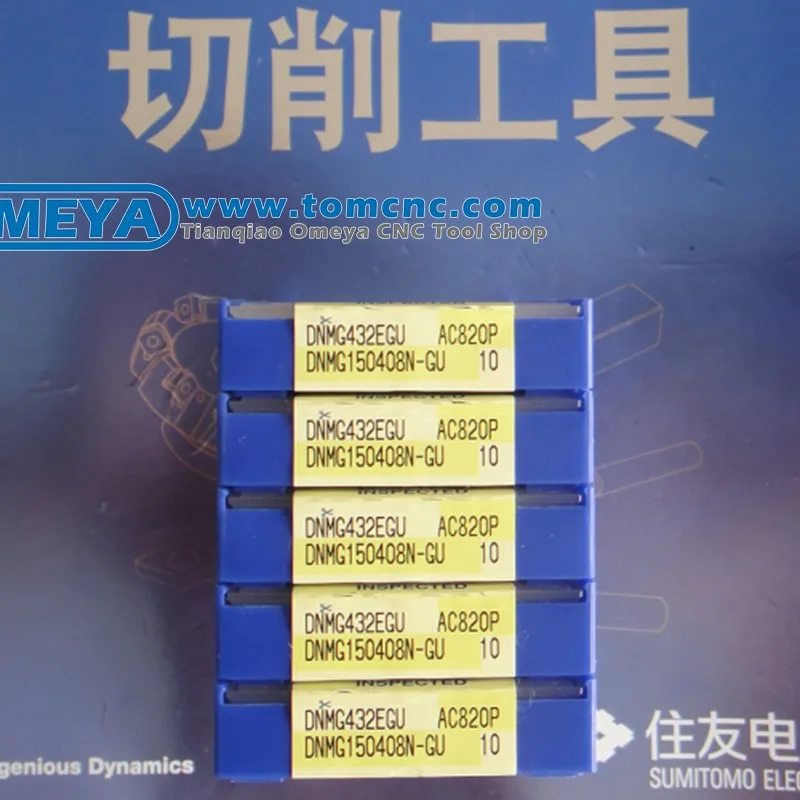 切削工具
MEYA
www.tomcnc.com
Tianqiao Omeya CNC Tool Shop
INSPECTED
DNMG432EGU AC820P
DNMG150408N-GU 10
INSPECTED
DNMG432EGU AC820P
DNMG150408N-GU 10
INSPECTED
DNMG432EGU AC820P
DNMG150408N-GU 10
INSPECTED
DNMG432EGU AC820P
DNMG150408N-GU 10
INSPECTED
DNMG432EGU AC820P
DNMG150408N-GU 10
genious Dynamics
住友电
SUMITOMO ELEC